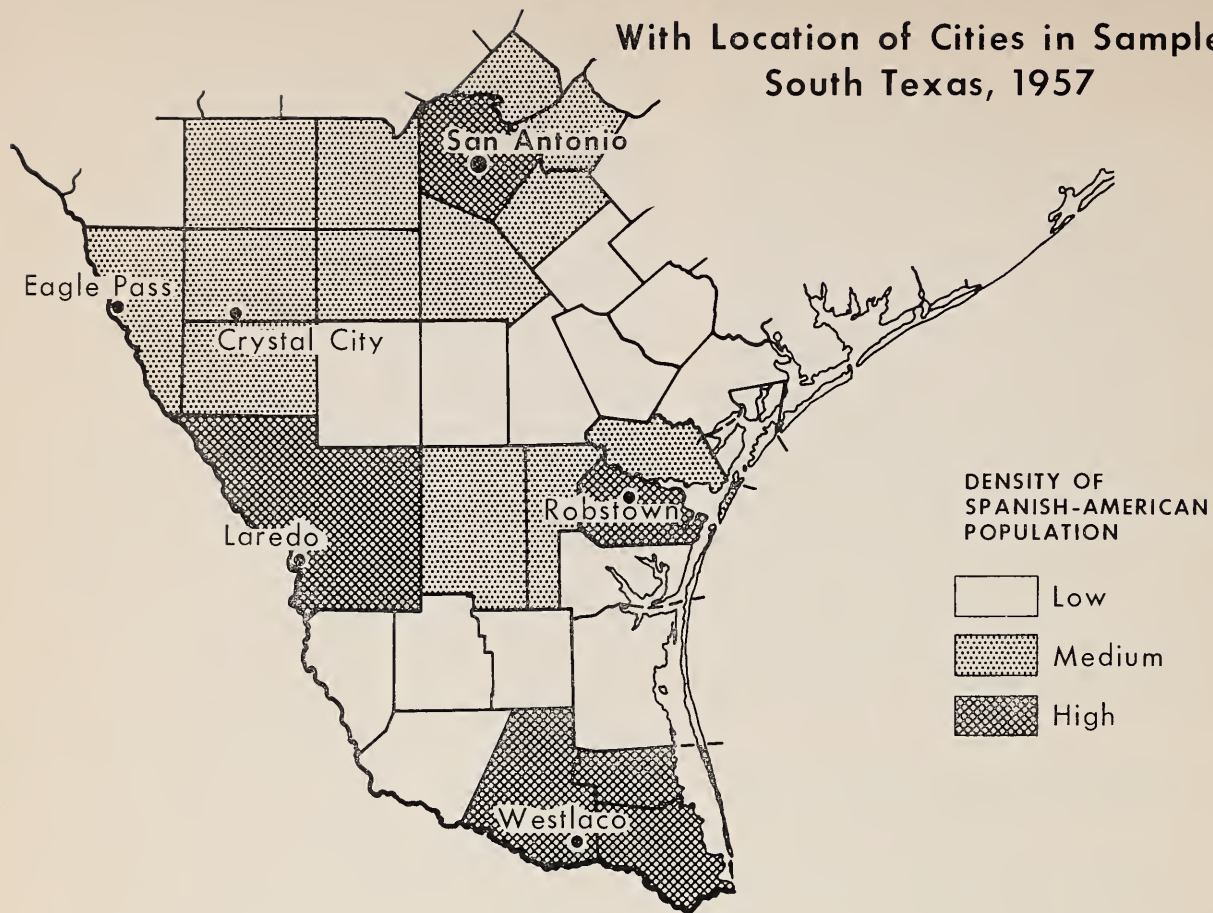 With Location of Cities in Sample
South Texas, 1957
San Antonio
Eagle Pass
Crystal City
Robstown
Laredo
Westlaco
DENSITY OF
SPANISH-AMERICAN
POPULATION
Low
Medium
High